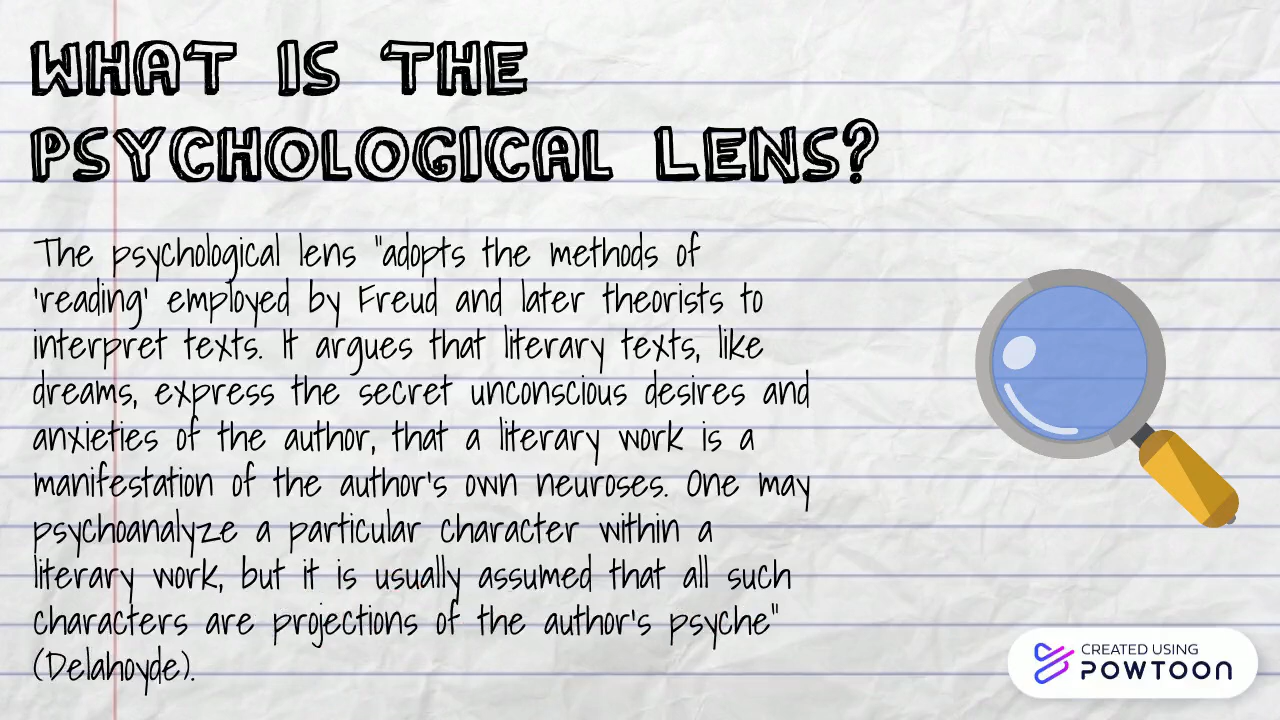 WHAT IS THE
PSYCHOLOGICAL LENS?
The psychological lens "adopts the methods of
'reading' employed by Freud and later theorists to
interpret texts. It argues that literary texts, like
dreams, express the secret unconscious desires and
anxieties of the author, that a literary work is a
manifestation of the author's own neuroses. One may
psychoanalyze a particular character within a
literary work, but it is usually assumed that all such
characters are projections of the author's psyche"
(Delahoyde).
CREATED USING
POWTOON